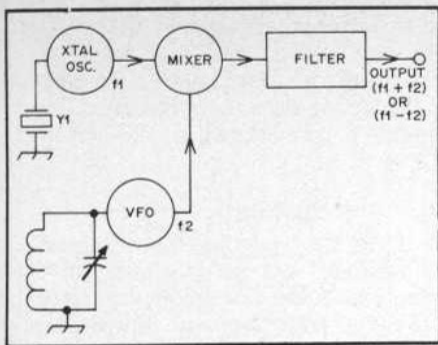 XTAL
OSC.
f1
MIXER
FILTER
OUTPUT
(f1 + f2)
OR
(f1 - f2)
Y1
VFO
f2